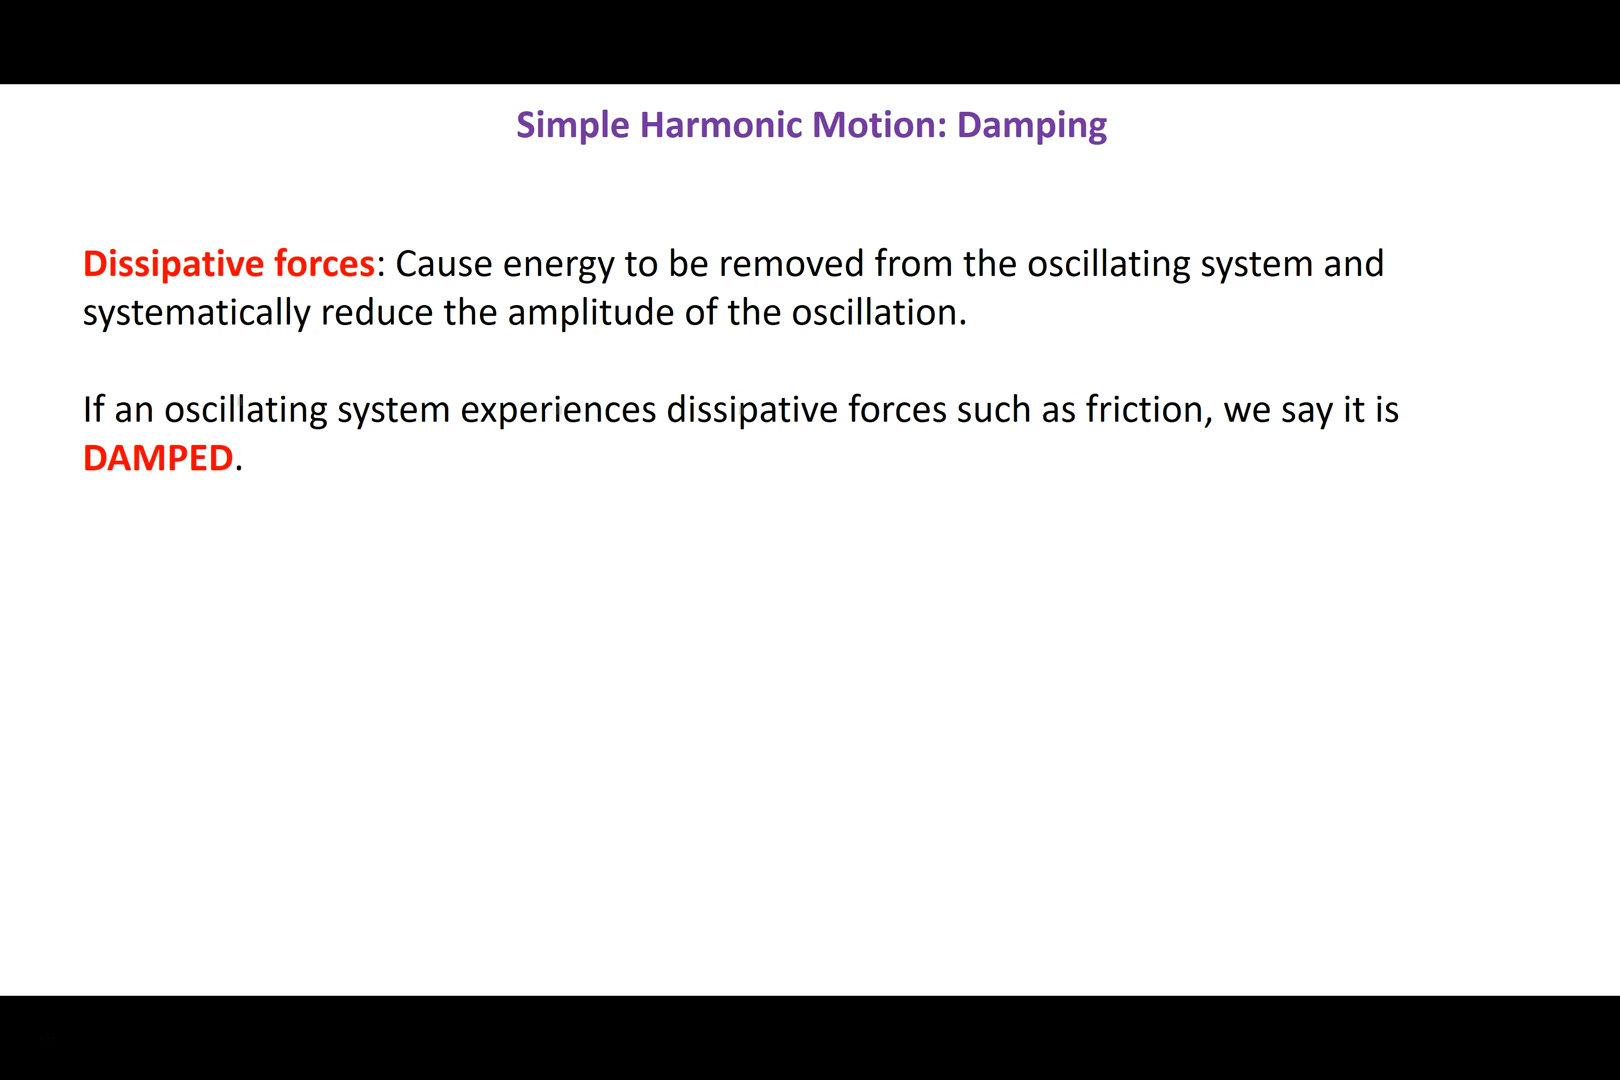 Simple Harmonic Motion: Damping
Dissipative forces: Cause energy to be removed from the oscillating system and
systematically reduce the amplitude of the oscillation.
If an oscillating system experiences dissipative forces such as friction, we say it is
DAMPED.